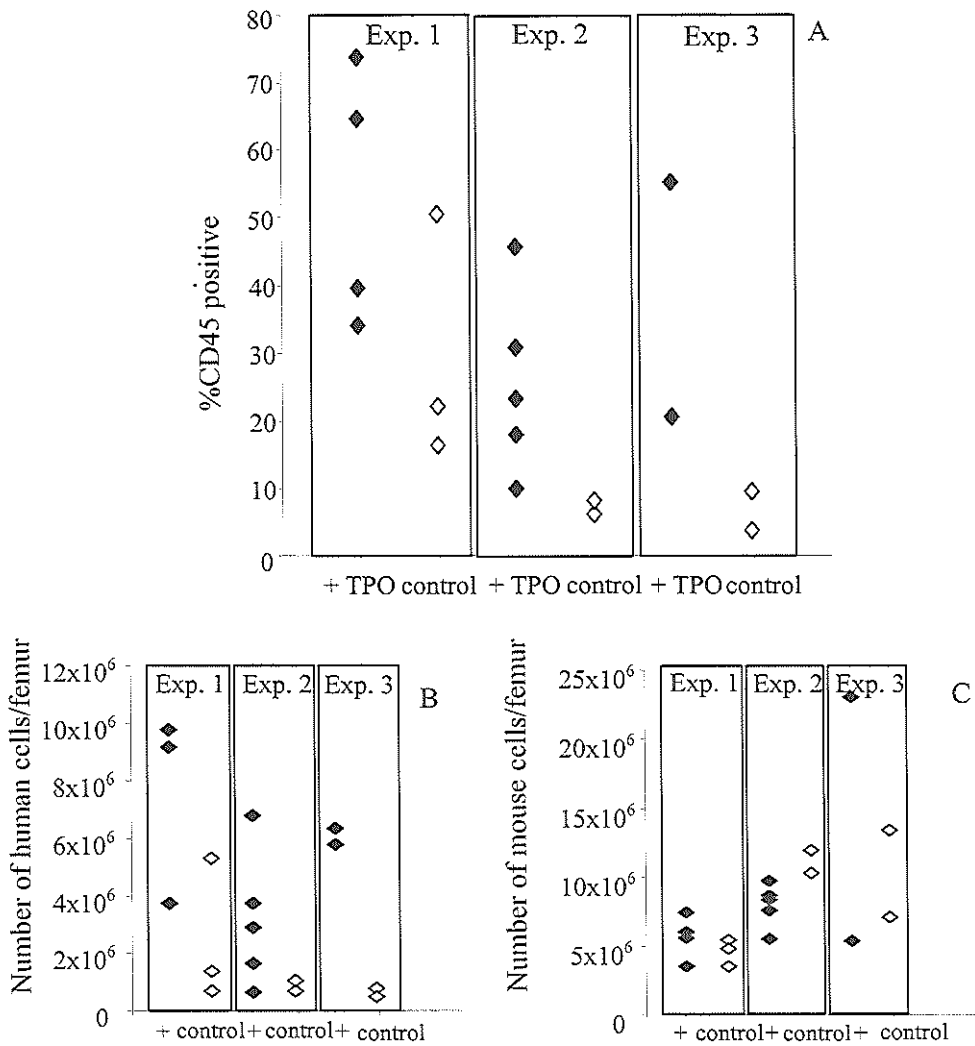 80
70
60
50
40
30
20
10
0
%CD45 positive
Exp. 1
Exp. 2
Exp. 3
A
+ TPO control + TPO control + TPO control
12x10⁶
10x10⁶
8x10⁶
6x10⁶
4x10⁶
2x10⁶
0
Number of human cells/femur
Exp. 1
Exp. 2
Exp. 3
B
+ control + control + control
25x10⁶
20x10⁶
15x10⁶
10x10⁶
5x10⁶
0
Number of mouse cells/femur
Exp. 1
Exp. 2
Exp. 3
C
+ control + control + control